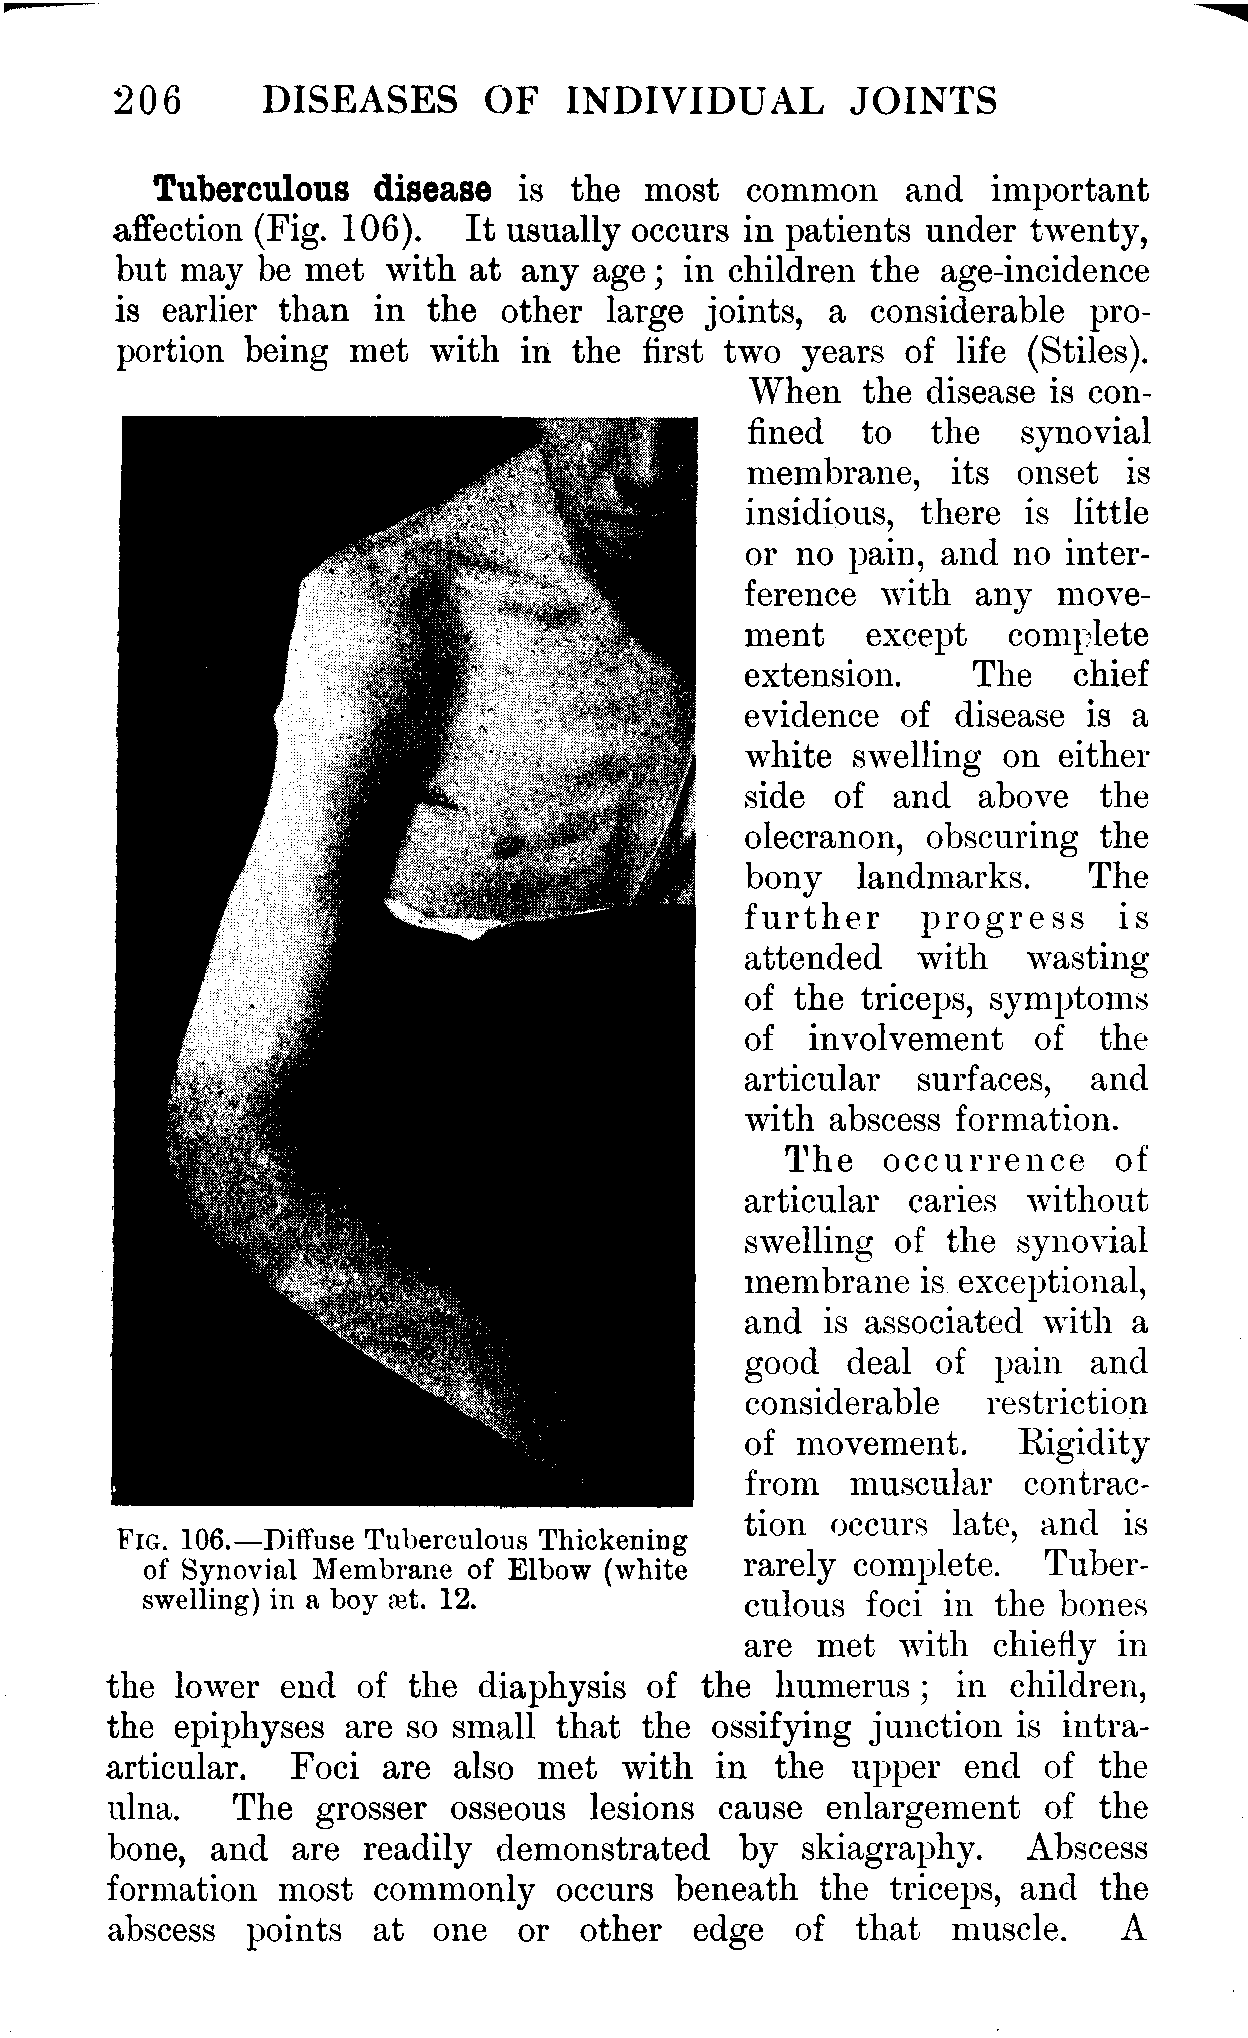 206 DISEASES OF INDIVIDUAL JOINTS
Tuberculous disease is the most common and important
affection (Fig. 106). It usually occurs in patients under twenty,
but may be met with at any age; in children the age-incidence
is earlier than in the other large joints, a considerable pro-
portion being met with in the first two years of life (Stiles).
When the disease is con-
fined to the synovial
membrane, its onset is
insidious, there is little
or no pain, and no inter-
ference with any move-
ment except complete
extension. The chief
evidence of disease is a
white swelling on either
side of and above the
olecranon, obscuring the
bony landmarks. The
further progress is
attended with wasting
of the triceps, symptoms
of involvement of the
articular surfaces, and
with abscess formation.
The occurrence of
articular caries without
swelling of the synovial
membrane is exceptional,
and is associated with a
good deal of pain and
considerable restriction
of movement. Rigidity
from muscular contrac-
tion occurs late, and is
rarely complete. Tuber-
culous foci in the bones
are met with chiefly in
FIG. 106.—Diffuse Tuberculous Thickening
of Synovial Membrane of Elbow (white
swelling) in a boy æt. 12.
the lower end of the diaphysis of the humerus; in children,
the epiphyses are so small that the ossifying junction is intra-
articular. Foci are also met with in the upper end of the
ulna. The grosser osseous lesions cause enlargement of the
bone, and are readily demonstrated by skiagraphy. Abscess
formation most commonly occurs beneath the triceps, and the
abscess points at one or other edge of that muscle. A